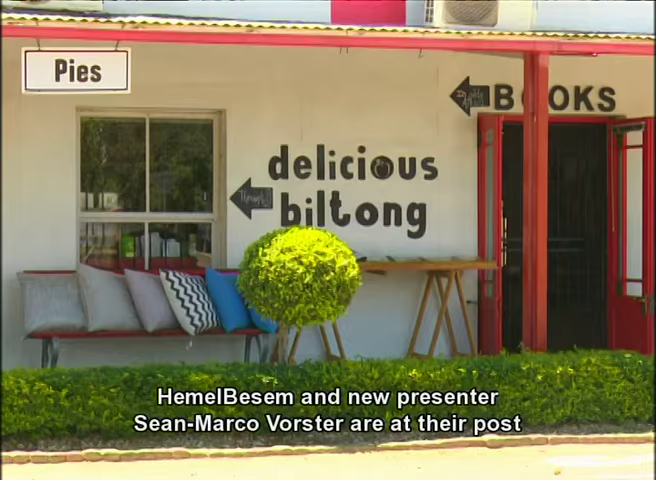 Pies
BOOKS
delicious
biltong
HemelBesem and new presenter
Sean-Marco Vorster are at their post